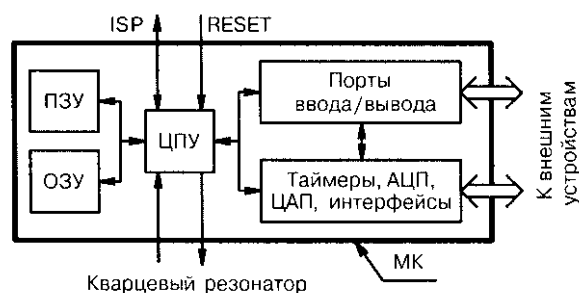 ISP
RESET
ПЗУ
ОЗУ
ЦПУ
Порты
ввода/вывода
Таймеры, АЦП,
ЦАП, интерфейсы
К внешним
устройствам
Кварцевый резонатор
МК